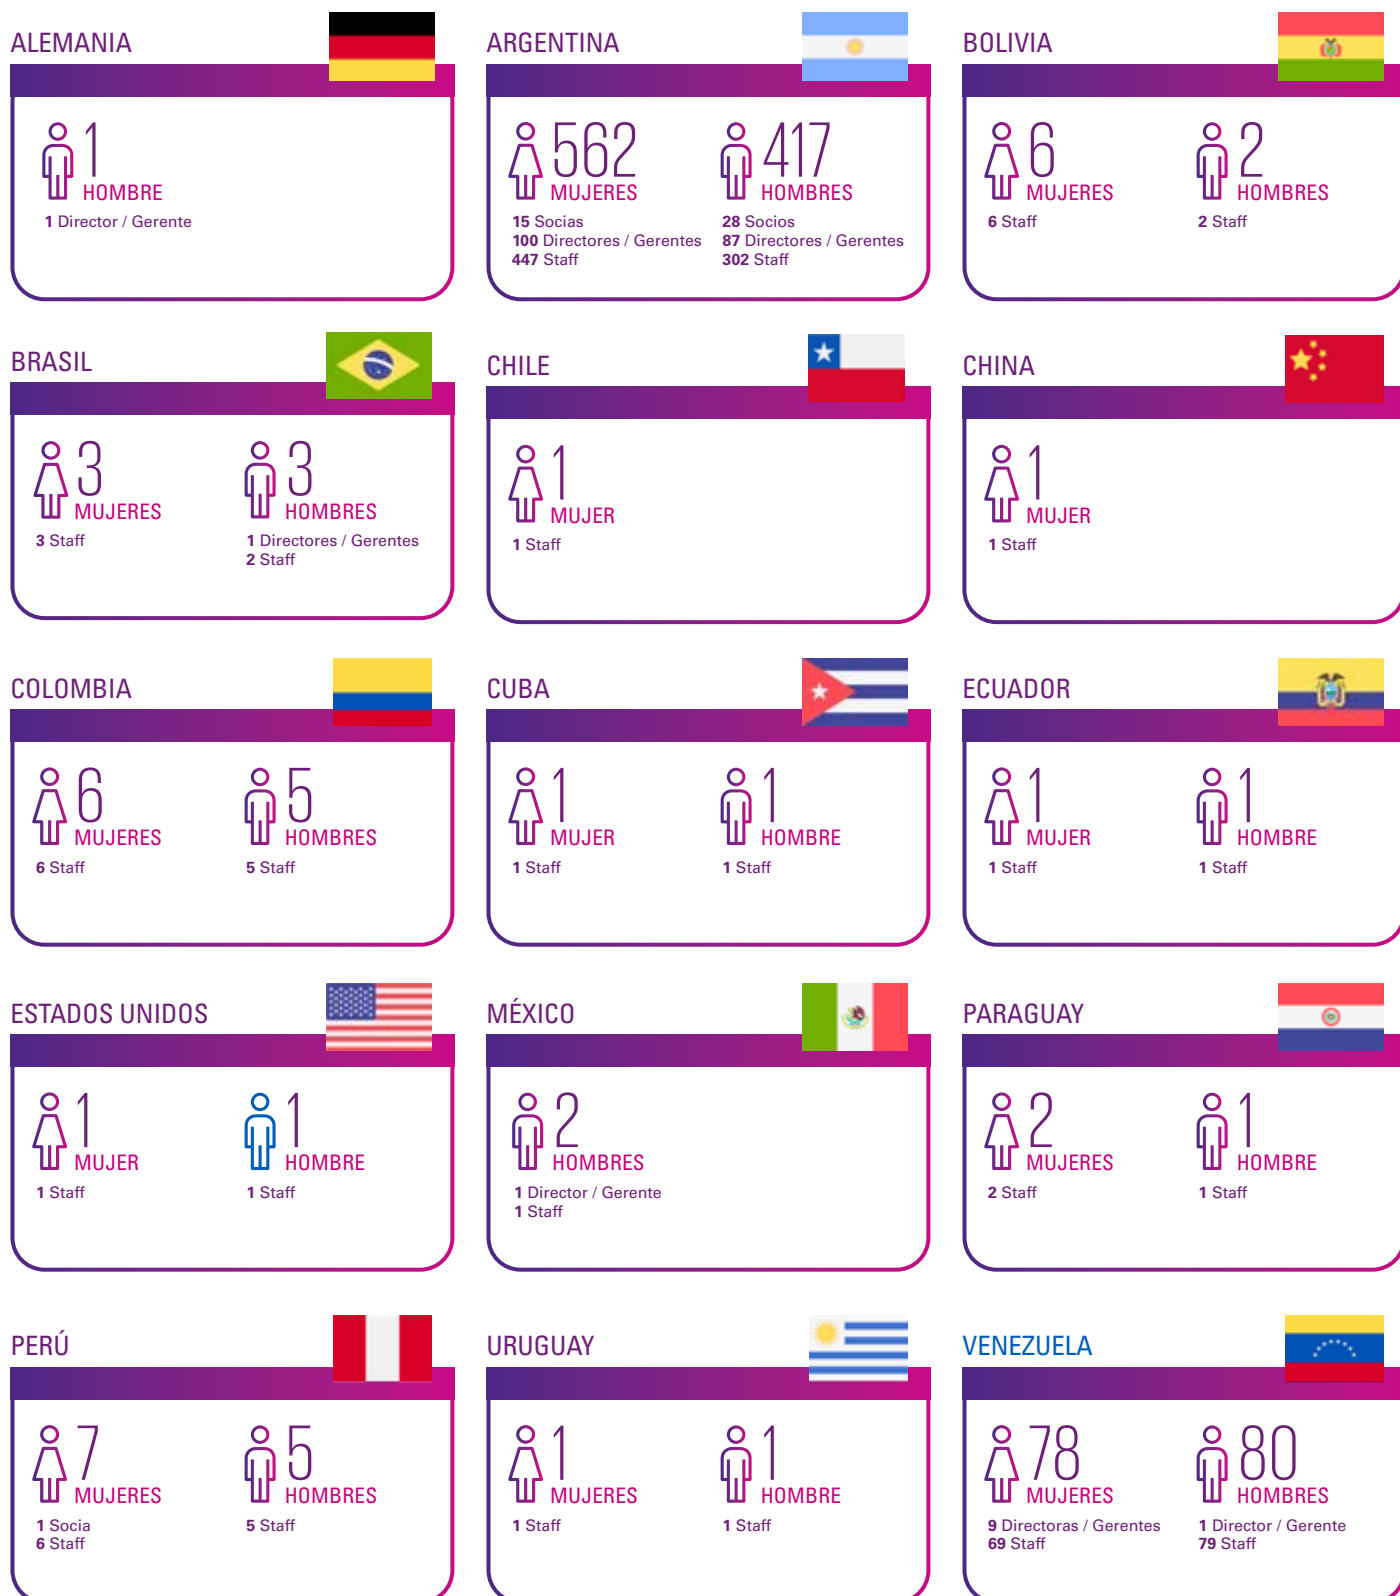 ALEMANIA
1
HOMBRE
1 Director / Gerente
ARGENTINA
562
MUJERES
15 Socias
100 Directores / Gerentes
447 Staff
417
HOMBRES
28 Socios
87 Directores / Gerentes
302 Staff
BOLIVIA
6
MUJERES
6 Staff
2
HOMBRES
2 Staff
BRASIL
3
MUJERES
3 Staff
3
HOMBRES
1 Directores / Gerentes
2 Staff
CHILE
1
MUJER
1 Staff
CHINA
1
MUJER
1 Staff
COLOMBIA
6
MUJERES
6 Staff
5
HOMBRES
5 Staff
CUBA
1
MUJER
1 Staff
1
HOMBRE
1 Staff
ECUADOR
1
MUJER
1 Staff
1
HOMBRE
1 Staff
ESTADOS UNIDOS
1
MUJER
1 Staff
1
HOMBRE
1 Staff
MÉXICO
2
HOMBRES
1 Director / Gerente
1 Staff
PARAGUAY
2
MUJERES
2 Staff
1
HOMBRE
1 Staff
PERÚ
7
MUJERES
1 Socia
6 Staff
5
HOMBRES
5 Staff
URUGUAY
1
MUJERES
1 Staff
1
HOMBRE
1 Staff
VENEZUELA
78
MUJERES
9 Directoras / Gerentes
69 Staff
80
HOMBRES
1 Director / Gerente
79 Staff